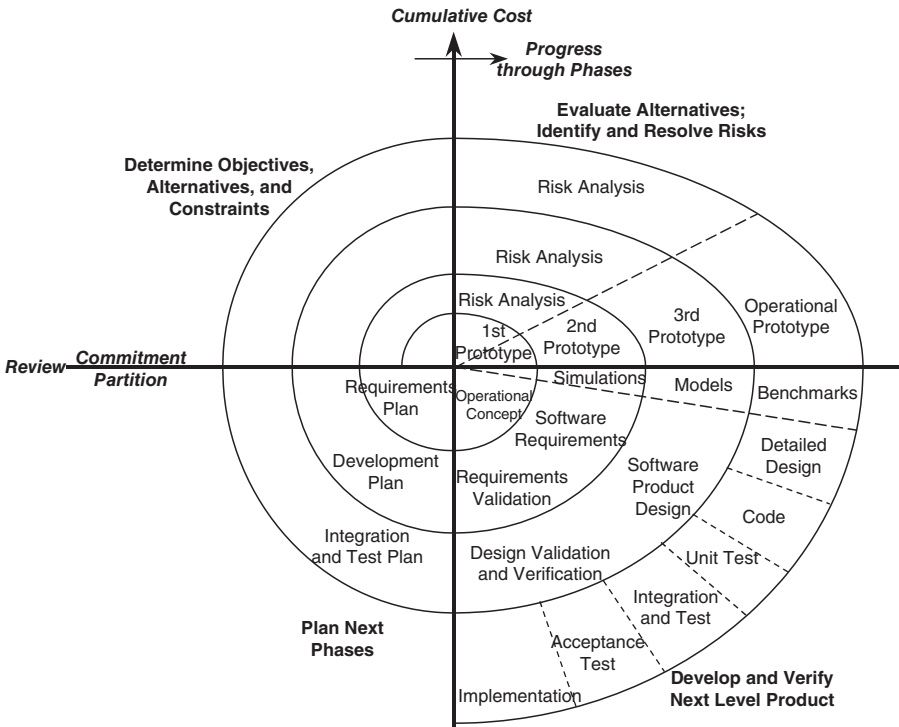 Cumulative Cost
Progress
through Phases
Evaluate Alternatives;
Identify and Resolve Risks
Determine Objectives,
Alternatives, and
Constraints
Risk Analysis
Risk Analysis
Risk Analysis
1st
Prototype
2nd
Prototype
3rd
Prototype
Operational
Prototype
Review
Commitment
Partition
Requirements
Plan
Operational
Concept
Simulations
Models
Benchmarks
Software
Requirements
Detailed
Design
Development
Plan
Requirements
Validation
Software
Product
Design
Code
Integration
and Test Plan
Design Validation
and Verification
Unit Test
Integration
and Test
Acceptance
Test
Implementation
Plan Next
Phases
Develop and Verify
Next Level Product